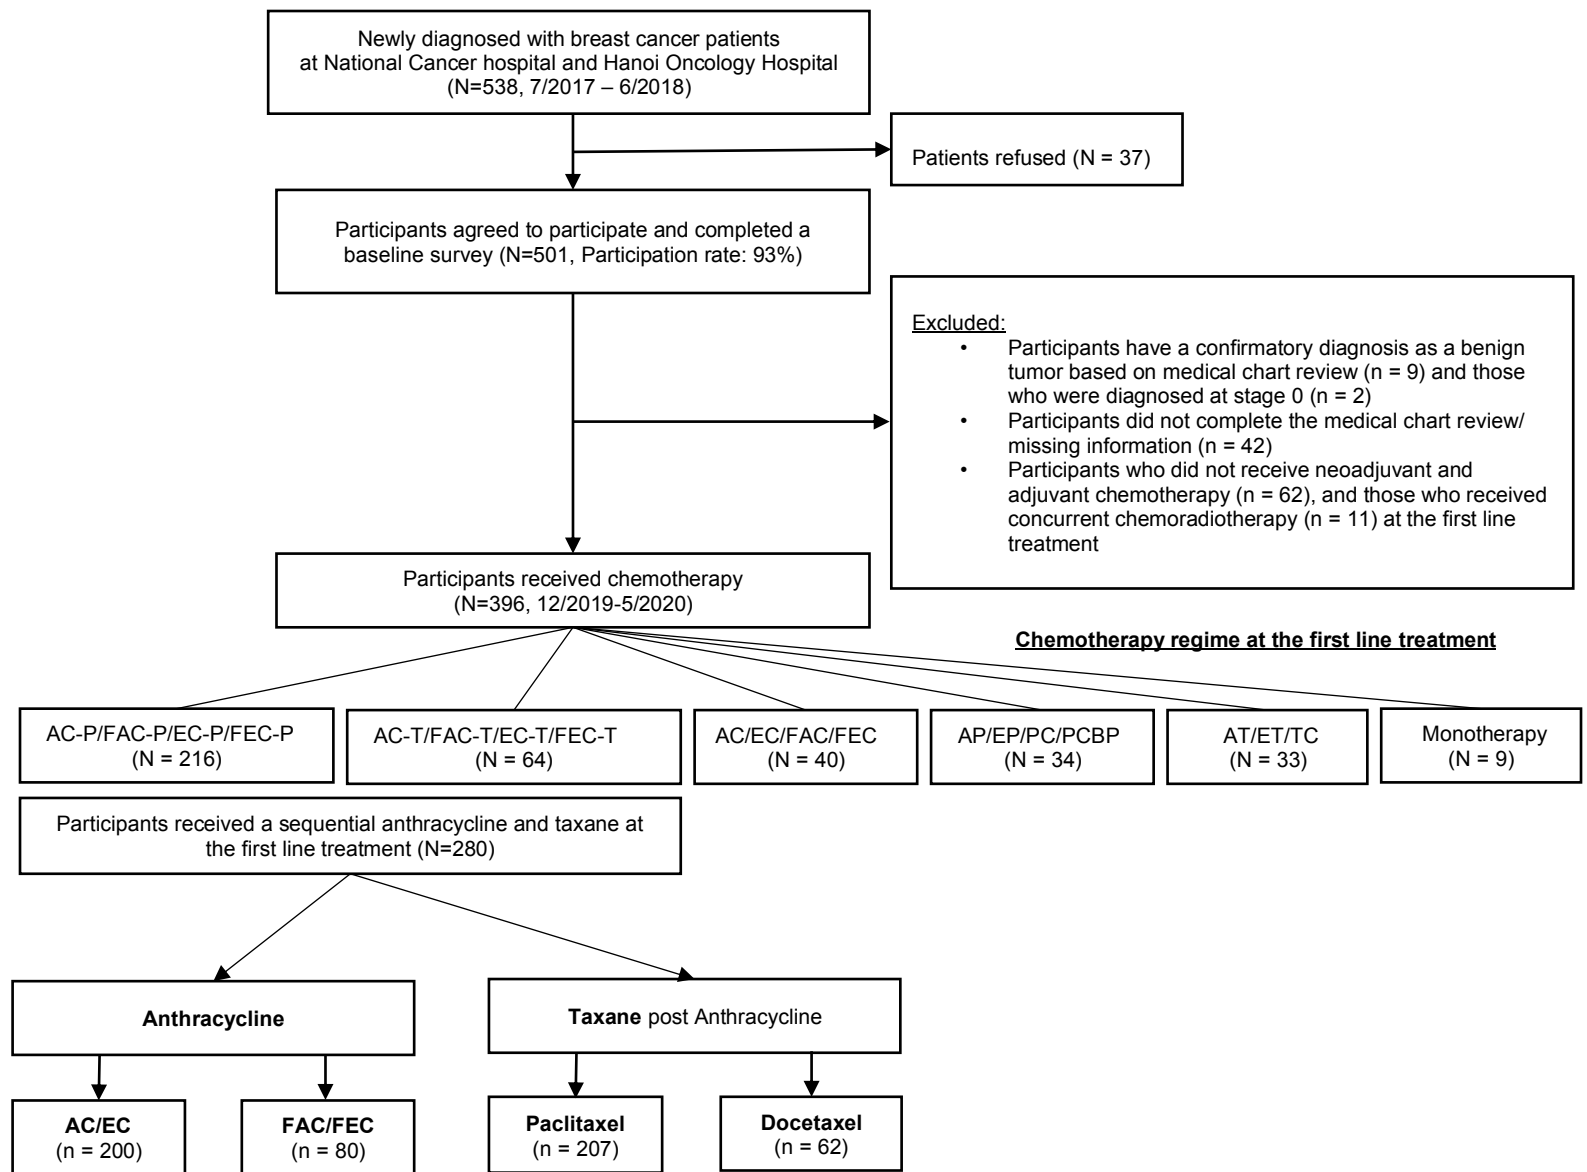 Newly diagnosed with breast cancer patients
at National Cancer hospital and Hanoi Oncology Hospital
(N=538, 7/2017 – 6/2018)
Patients refused (N = 37)
Participants agreed to participate and completed a
baseline survey (N=501, Participation rate: 93%)
Excluded:
• Participants have a confirmatory diagnosis as a benign
tumor based on medical chart review (n = 9) and those
who were diagnosed at stage 0 (n = 2)
• Participants did not complete the medical chart review/
missing information (n = 42)
• Participants who did not receive neoadjuvant and
adjuvant chemotherapy (n = 62), and those who received
concurrent chemoradiotherapy (n = 11) at the first line
treatment
Participants received chemotherapy
(N=396, 12/2019-5/2020)
Chemotherapy regime at the first line treatment
AC-P/FAC-P/EC-P/FEC-P
(N = 216)
AC-T/FAC-T/EC-T/FEC-T
(N = 64)
AC/EC/FAC/FEC
(N = 40)
AP/EP/PC/PCBP
(N = 34)
AT/ET/TC
(N = 33)
Monotherapy
(N = 9)
Participants received a sequential anthracycline and taxane at
the first line treatment (N=280)
Anthracycline
Taxane post Anthracycline
AC/EC
(n = 200)
FAC/FEC
(n = 80)
Paclitaxel
(n = 207)
Docetaxel
(n = 62)